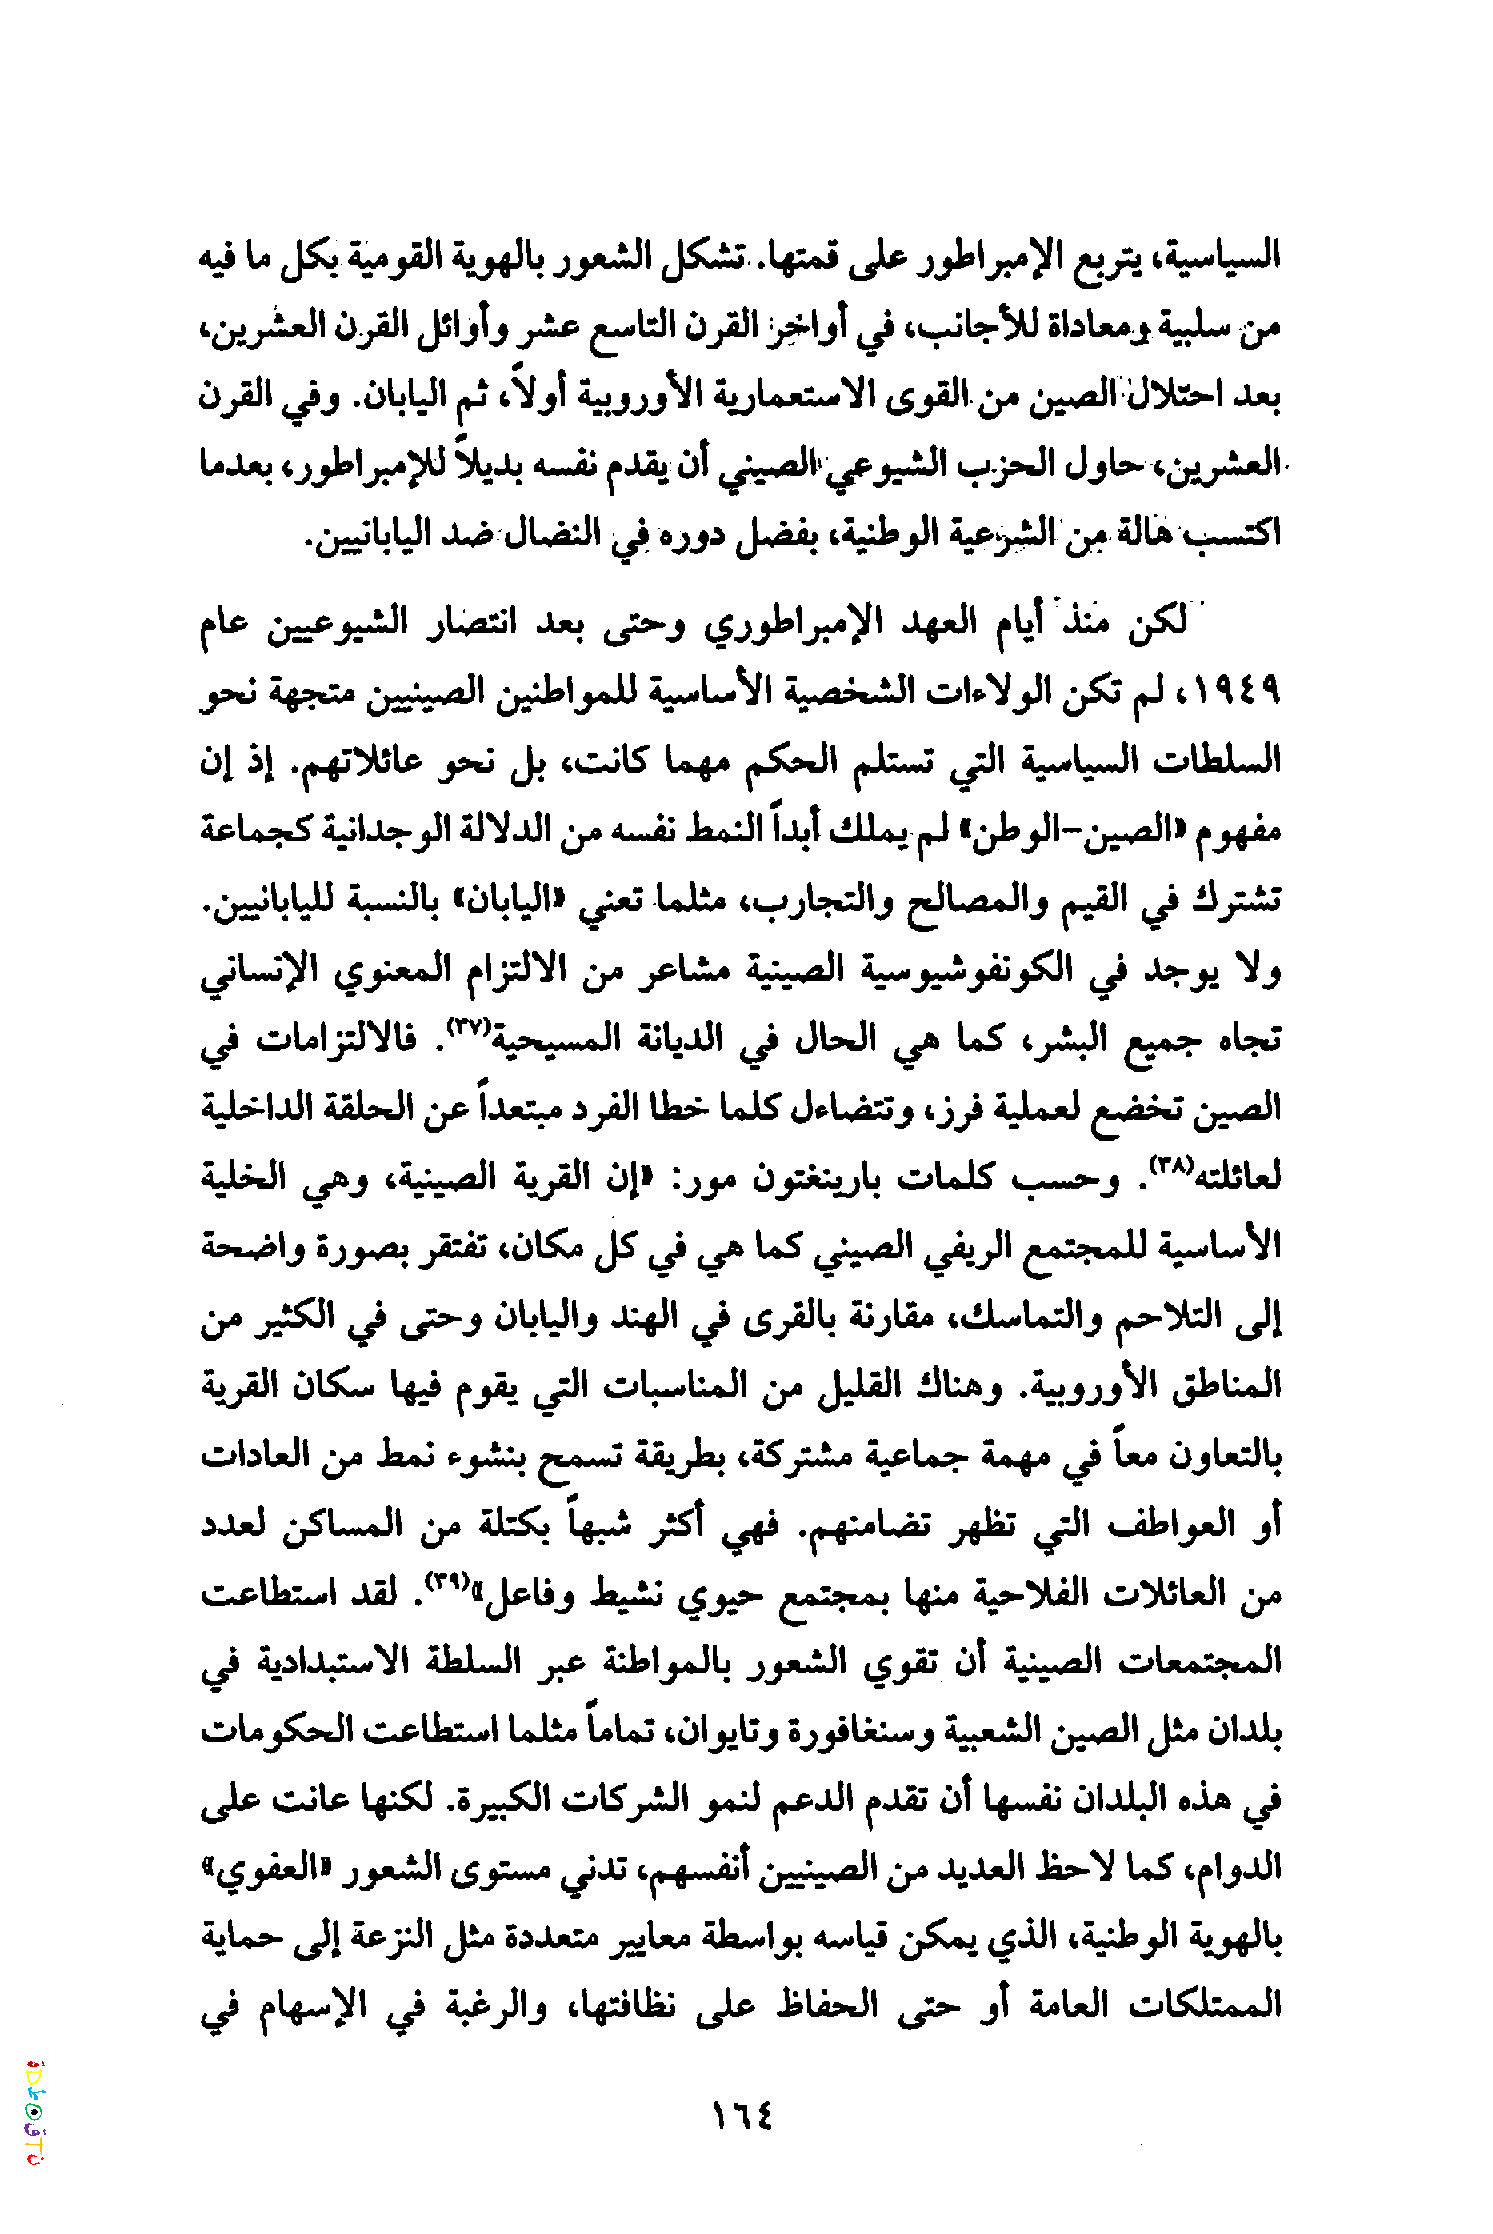 السياسية، يتربع الإمبراطور على قمتها. تشكل الشعور بالهوية القومية بكل ما فيه
من سلبية ومعاداة للأجانب، في أواخر القرن التاسع عشر وأوائل القرن العشرين،
بعد احتلال الصين من القوى الاستعمارية الأوروبية أولاً، ثم اليابان. وفي القرن
العشرين، حاول الحزب الشيوعي الصيني أن يقدم نفسه بديلاً للإمبراطور، بعدما
اكتسب هالة من الشرعية الوطنية، بفضل دوره في النضال ضد اليابانيين.
لكن منذ أيام العهد الإمبراطوري وحتى بعد انتصار الشيوعيين عام
١٩٤٩، لم تكن الولاءات الشخصية الأساسية للمواطنين الصينيين متجهة نحو
السلطات السياسية التي تستلم الحكم مهما كانت، بل نحو عائلاتهم. إذ إن
مفهوم «الصين-الوطن» لم يملك أبداً النمط نفسه من الدلالة الوجدانية كجماعة
تشترك في القيم والمصالح والتجارب، مثلما تعني «اليابان» بالنسبة لليابانيين.
ولا يوجد في الكونفوشيوسية الصينية مشاعر من الالتزام المعنوي الإنساني
تجاه جميع البشر، كما هي الحال في الديانة المسيحية(٣٧). فالالتزامات في
الصين تخضع لعملية فرز، وتتضاءل كلما خطا الفرد مبتعداً عن الحلقة الداخلية
لعائلته(٣٨). وحسب كلمات بارينغتون مور: «إن القرية الصينية، وهي الخلية
الأساسية للمجتمع الريفي الصيني كما هي في كل مكان، تفتقر بصورة واضحة
إلى التلاحم والتماسك، مقارنة بالقرى في الهند واليابان وحتى في الكثير من
المناطق الأوروبية. وهناك القليل من المناسبات التي يقوم فيها سكان القرية
بالتعاون معاً في مهمة جماعية مشتركة، بطريقة تسمح بنشوء نمط من العادات
أو العواطف التي تظهر تضامنهم. فهي أكثر شبهاً بكتلة من المساكن لعدد
من العائلات الفلاحية منها بمجتمع حيوي نشيط وفاعل»(٣٩). لقد استطاعت
المجتمعات الصينية أن تقوي الشعور بالمواطنة عبر السلطة الاستبدادية في
بلدان مثل الصين الشعبية وسنغافورة وتايوان، تماماً مثلما استطاعت الحكومات
في هذه البلدان نفسها أن تقدم الدعم لنمو الشركات الكبيرة. لكنها عانت على
الدوام، كما لاحظ العديد من الصينيين أنفسهم، تدني مستوى الشعور «العفوي»
بالهوية الوطنية، الذي يمكن قياسه بواسطة معايير متعددة مثل النزعة إلى حماية
الممتلكات العامة أو حتى الحفاظ على نظافتها، والرغبة في الإسهام في
١٦٤